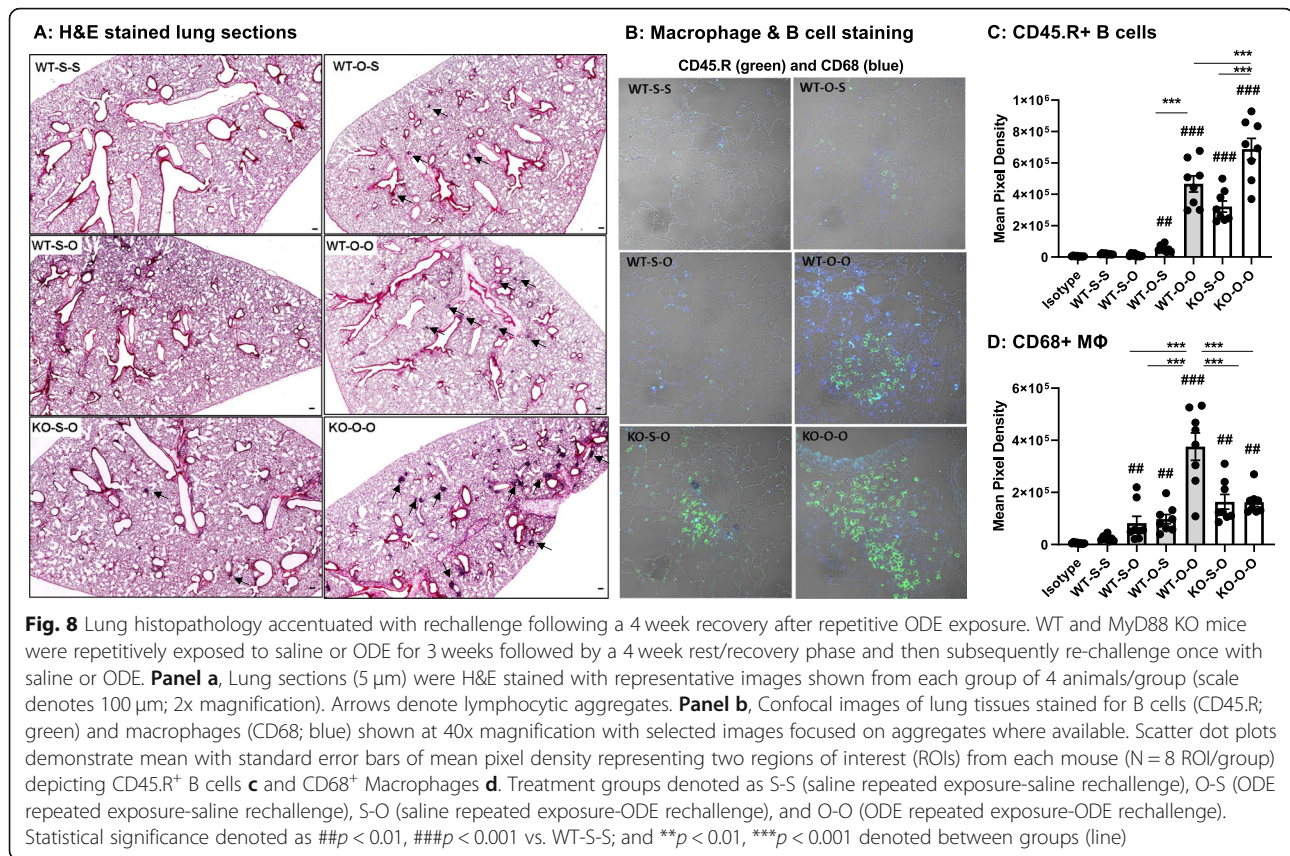 A: H&E stained lung sections
WT-S-S
WT-O-S
WT-S-O
WT-O-O
KO-S-O
KO-O-O
B: Macrophage & B cell staining
CD45.R (green) and CD68 (blue)
WT-S-S
WT-O-S
WT-S-O
WT-O-O
KO-S-O
KO-O-O
C: CD45.R+ B cells
***
***
***
###
###
###
##
Mean Pixel Density
1×10⁶
8×10⁵
6×10⁵
4×10⁵
2×10⁵
0
Isotype
WT-S-S
WT-S-O
WT-O-S
WT-O-O
KO-S-O
KO-O-O
D: CD68+ MΦ
*** ***
*** ***
###
## ## ## ##
Mean Pixel Density
6×10⁵
4×10⁵
2×10⁵
0
Isotype
WT-S-S
WT-S-O
WT-O-S
WT-O-O
KO-S-O
KO-O-O
Fig. 8 Lung histopathology accentuated with rechallenge following a 4 week recovery after repetitive ODE exposure. WT and MyD88 KO mice
were repetitively exposed to saline or ODE for 3 weeks followed by a 4 week rest/recovery phase and then subsequently re-challenge once with
saline or ODE. Panel a, Lung sections (5 μm) were H&E stained with representative images shown from each group of 4 animals/group (scale
denotes 100 μm; 2x magnification). Arrows denote lymphocytic aggregates. Panel b, Confocal images of lung tissues stained for B cells (CD45.R;
green) and macrophages (CD68; blue) shown at 40x magnification with selected images focused on aggregates where available. Scatter dot plots
demonstrate mean with standard error bars of mean pixel density representing two regions of interest (ROIs) from each mouse (N = 8 ROI/group)
depicting CD45.R⁺ B cells c and CD68⁺ Macrophages d. Treatment groups denoted as S-S (saline repeated exposure-saline rechallenge), O-S (ODE
repeated exposure-saline rechallenge), S-O (saline repeated exposure-ODE rechallenge), and O-O (ODE repeated exposure-ODE rechallenge).
Statistical significance denoted as ##p < 0.01, ###p < 0.001 vs. WT-S-S; and **p < 0.01, ***p < 0.001 denoted between groups (line)